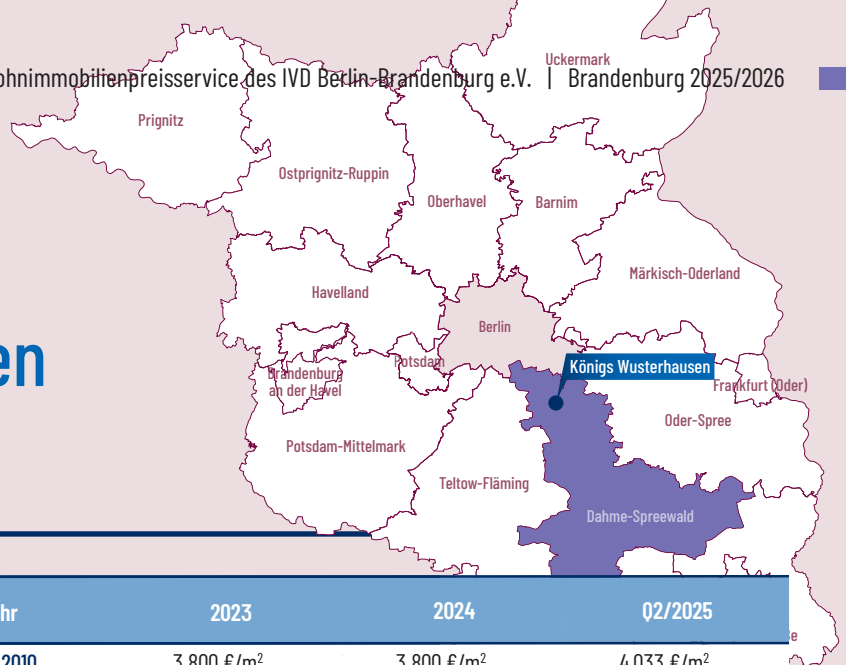 Uckermark
ohnimmobilienpreisservice des IVD Berlin-Brandenburg e.V. | Brandenburg 2025/2026
Prignitz
Ostprignitz-Ruppin
Oberhavel
Barnim
Märkisch-Oderland
Havelland
Berlin
en
Potsdam
Königs Wusterhausen
Brandenburg
an der Havel
Frankfurt (Oder)
Oder-Spree
Potsdam-Mittelmark
Teltow-Fläming
Dahme-Spreewald
hr 2023 2024 Q2/2025
e
2010 3.800 €/m² 3.800 €/m² 4.033 €/m²